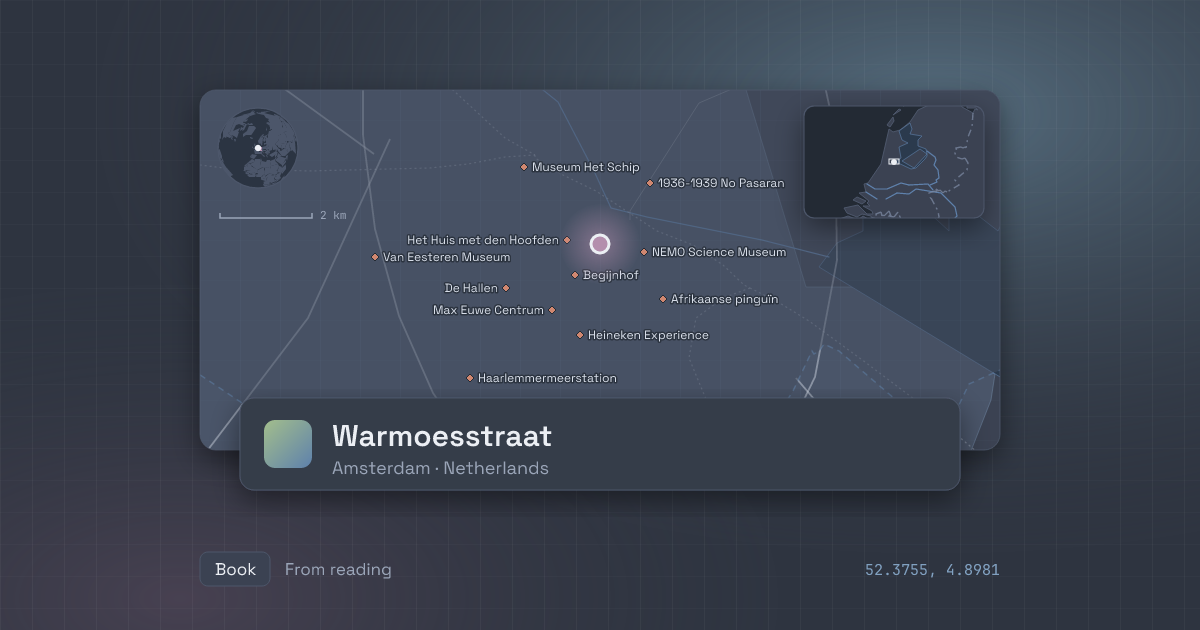 Museum Het Schip
1936-1939 No Pasaran
2 km
Het Huis met den Hoofden
NEMO Science Museum
Van Eesteren Museum
Begijnhof
De Hallen
Afrikaanse pinguïn
Max Euwe Centrum
Heineken Experience
Haarlemmermeerstation
Warmoesstraat
Amsterdam · Netherlands
Book
From reading
52.3755, 4.8981